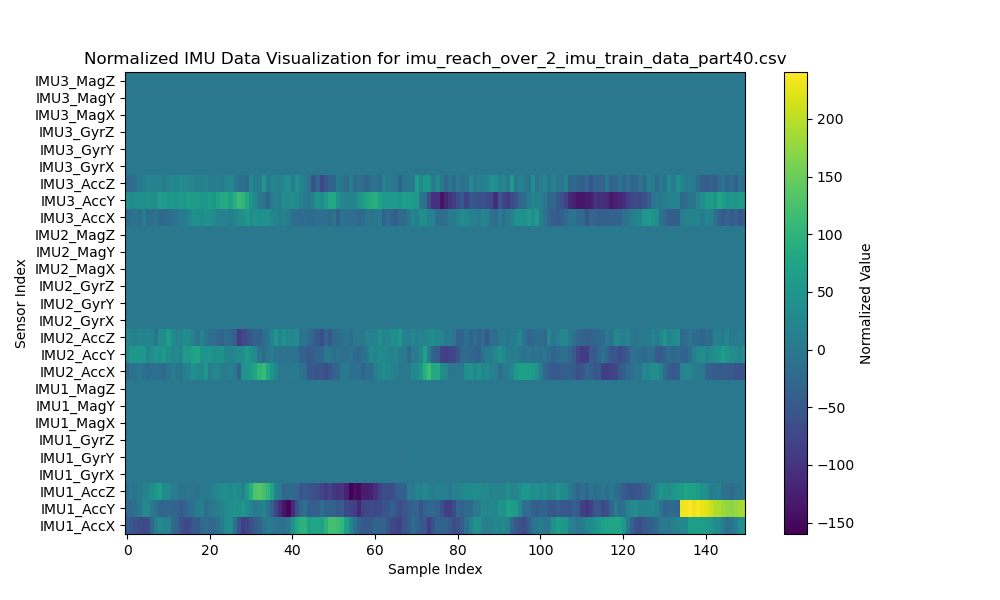 Normalized IMU Data Visualization for imu_reach_over_2_imu_train_data_part40.csv
IMU3_MagZ
IMU3_MagY
IMU3_MagX
IMU3_GyrZ
IMU3_GyrY
IMU3_GyrX
IMU3_AccZ
IMU3_AccY
IMU3_AccX
IMU2_MagZ
IMU2_MagY
IMU2_MagX
IMU2_GyrZ
IMU2_GyrY
IMU2_GyrX
IMU2_AccZ
IMU2_AccY
IMU2_AccX
IMU1_MagZ
IMU1_MagY
IMU1_MagX
IMU1_GyrZ
IMU1_GyrY
IMU1_GyrX
IMU1_AccZ
IMU1_AccY
IMU1_AccX
Sensor Index
0 20 40 60 80 100 120 140
Sample Index
200
150
100
50
0
−50
−100
−150
Normalized Value